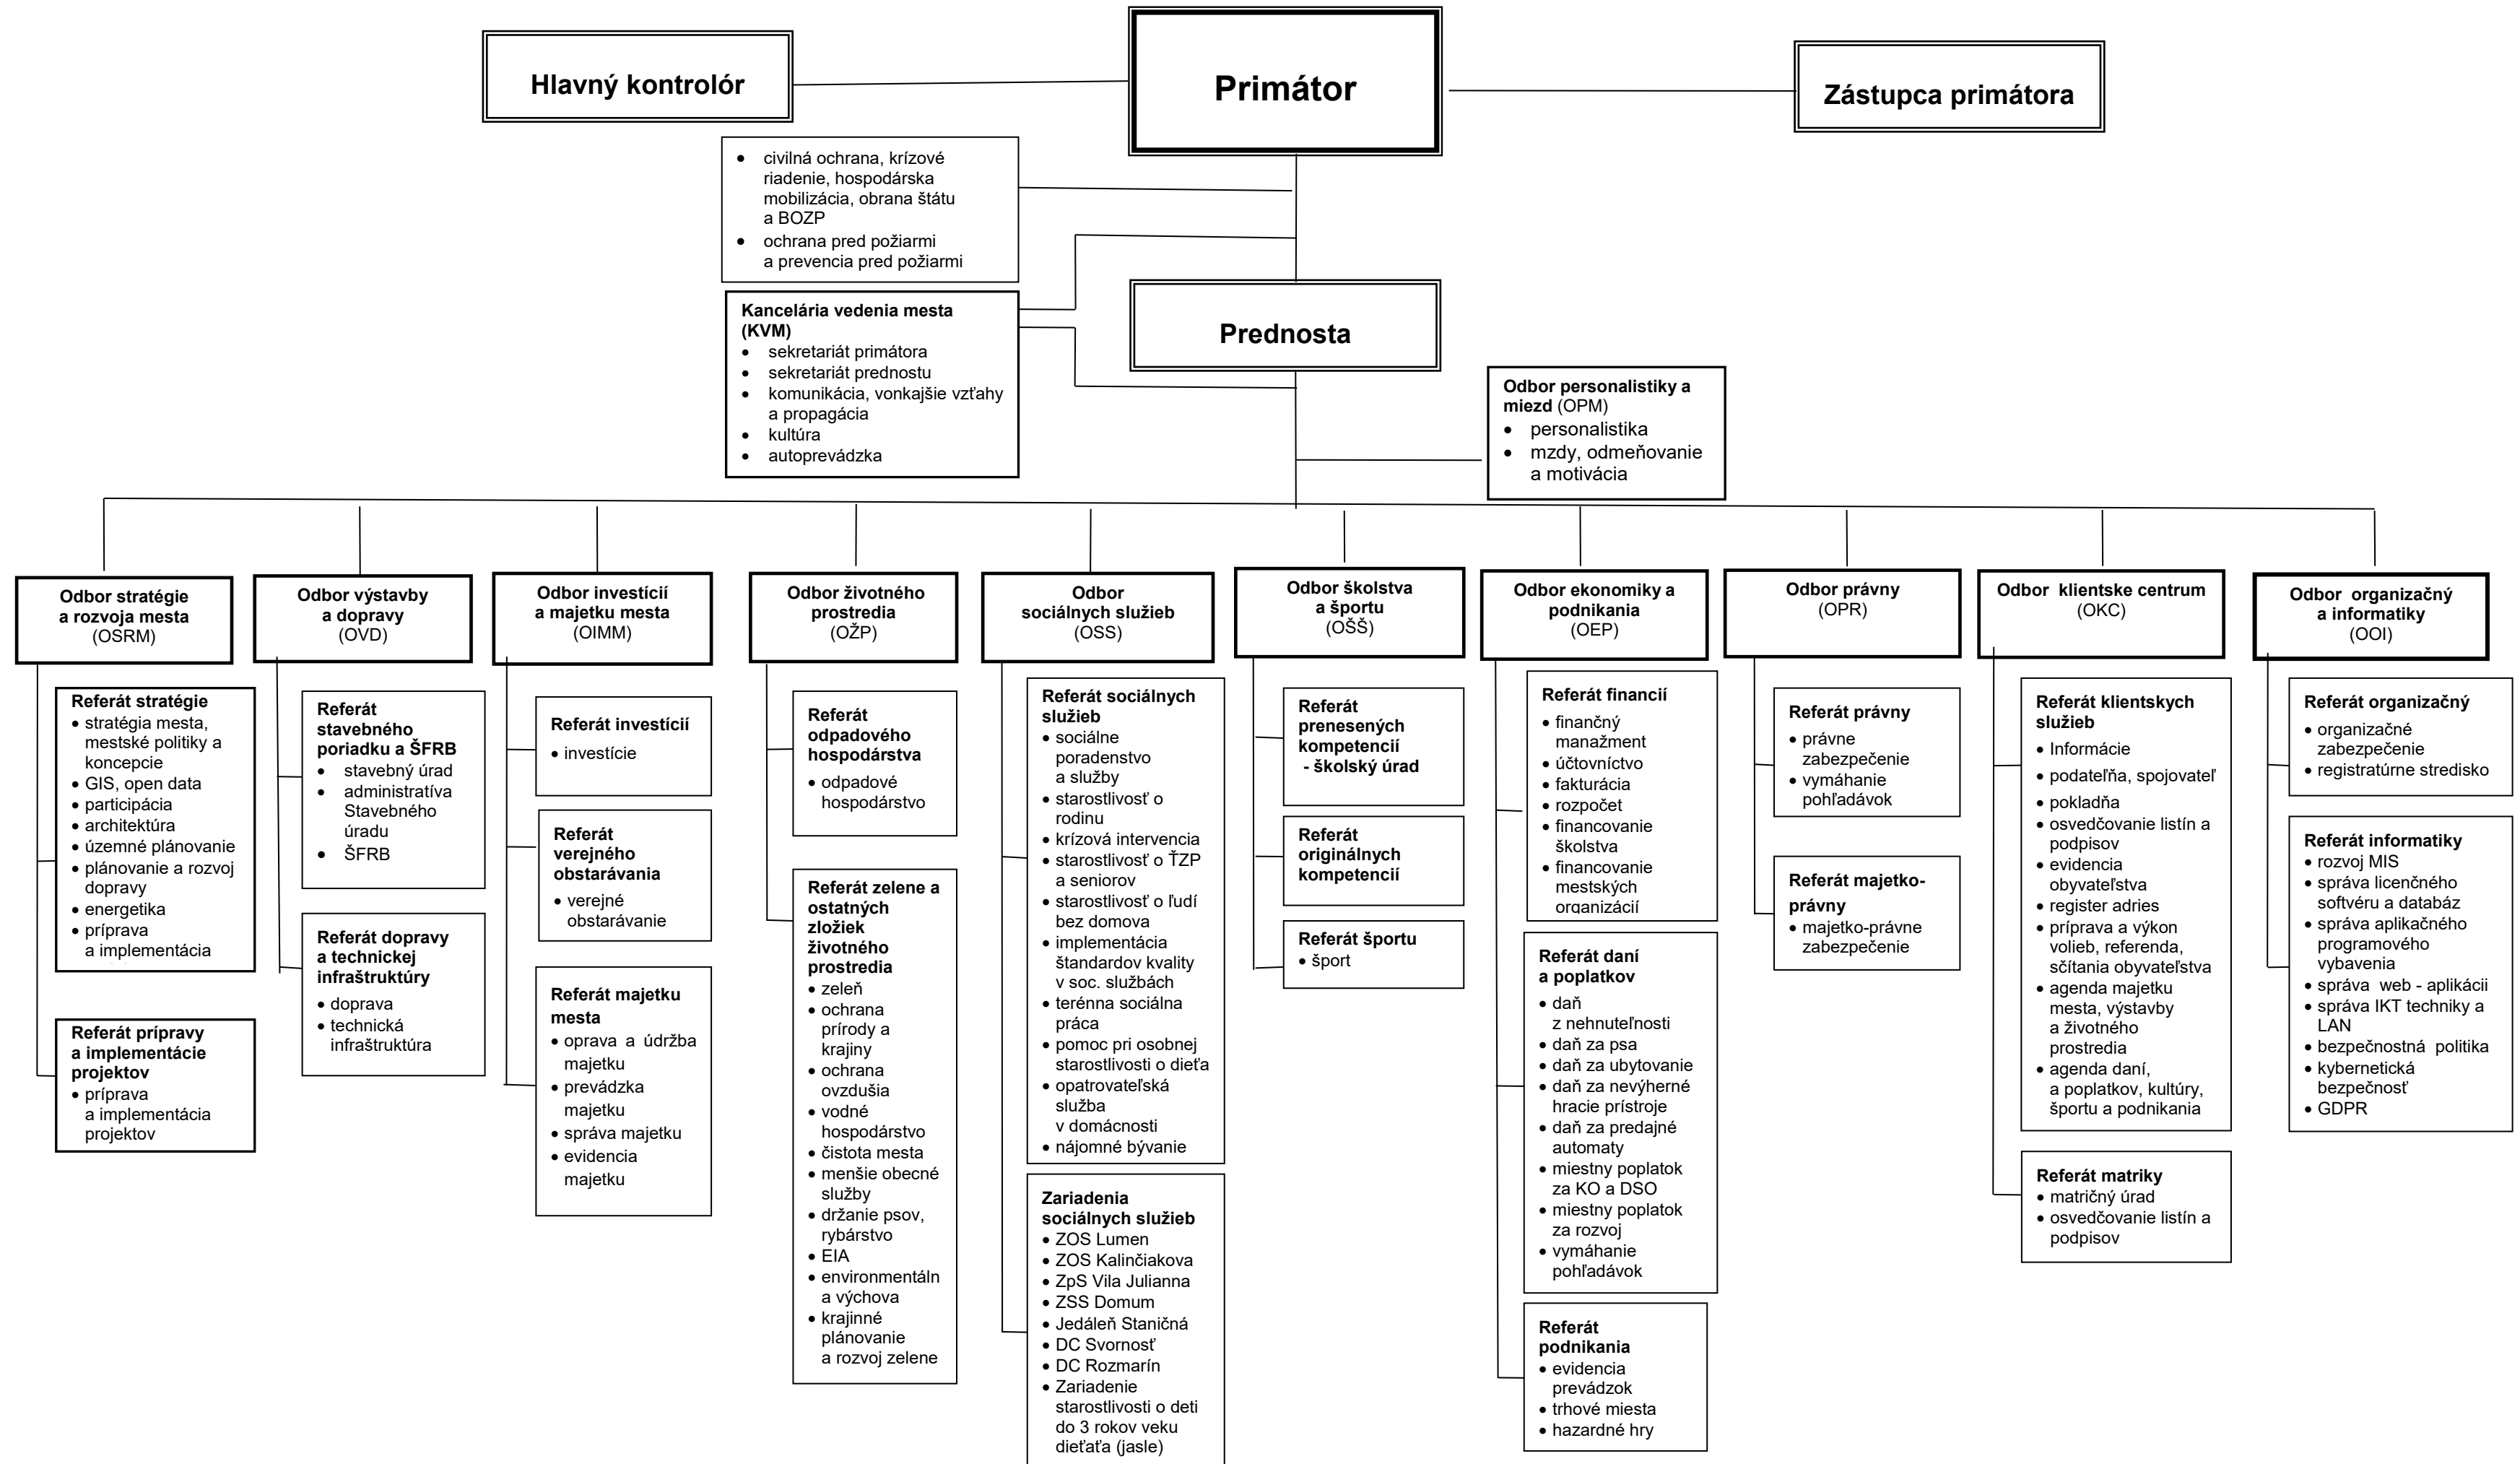 Hlavný kontrolór
Primátor
Zástupca primátora
• civilná ochrana, krízové
riadenie, hospodárska
mobilizácia, obrana štátu
a BOZP
• ochrana pred požiarmi
a prevencia pred požiarmi
Kancelária vedenia mesta
(KVM)
• sekretariát primátora
• sekretariát prednostu
• komunikácia, vonkajšie vzťahy
a propagácia
• kultúra
• autoprevádzka
Prednosta
Odbor personalistiky a
miezd (OPM)
• personalistika
• mzdy, odmeňovanie
a motivácia
Odbor stratégie
a rozvoja mesta
(OSRM)
Referát stratégie
• stratégia mesta,
mestské politiky a
koncepcie
• GIS, open data
• participácia
• architektúra
• územné plánovanie
• plánovanie a rozvoj
dopravy
• energetika
• príprava
a implementácia
Referát prípravy
a implementácie
projektov
• príprava
a implementácia
projektov
Odbor výstavby
a dopravy
(OVD)
Referát
stavebného
poriadku a ŠFRB
• stavebný úrad
• administratíva
Stavebného
úradu
• ŠFRB
Referát dopravy
a technickej
infraštruktúry
• doprava
• technická
infraštruktúra
Odbor investícií
a majetku mesta
(OIMM)
Referát investícií
• investície
Referát
verejného
obstarávania
• verejné
obstarávanie
Referát majetku
mesta
• oprava a údržba
majetku
• prevádzka
majetku
• správa majetku
• evidencia
majetku
Odbor životného
prostredia
(OŽP)
Referát
odpadového
hospodárstva
• odpadové
hospodárstvo
Referát zelene a
ostatných
zložiek
životného
prostredia
• zeleň
• ochrana
prírody a
krajiny
• ochrana
ovzdušia
• vodné
hospodárstvo
• čistota mesta
• menšie obecné
služby
• držanie psov,
rybárstvo
• EIA
• environmentáln
a výchova
• krajinné
plánovanie
a rozvoj zelene
Odbor
sociálnych služieb
(OSS)
Referát sociálnych
služieb
• sociálne
poradenstvo
a služby
• starostlivosť o
rodinu
• krízová intervencia
• starostlivosť o ŤZP
a seniorov
• starostlivosť o ľudí
bez domova
• implementácia
štandardov kvality
v soc. službách
• terénna sociálna
práca
• pomoc pri osobnej
starostlivosti o dieťa
• opatrovateľská
služba
v domácnosti
• nájomné bývanie
Zariadenia
sociálnych služieb
• ZOS Lumen
• ZOS Kalinčiakova
• ZpS Vila Julianna
• ZSS Domum
• Jedáleň Staničná
• DC Svornosť
• DC Rozmarín
• Zariadenie
starostlivosti o deti
do 3 rokov veku
dieťaťa (jasle)
Odbor školstva
a športu
(OŠŠ)
Referát
prenesených
kompetencií
- školský úrad
Referát
originálnych
kompetencií
Referát športu
• šport
Odbor ekonomiky a
podnikania
(OEP)
Referát financií
• finančný
manažment
• účtovníctvo
• fakturácia
• rozpočet
• financovanie
školstva
• financovanie
mestských
organizácií
Referát daní
a poplatkov
• daň
z nehnuteľnosti
• daň za psa
• daň za ubytovanie
• daň za nevýherné
hracie prístroje
• daň za predajné
automaty
• miestny poplatok
za KO a DSO
• miestny poplatok
za rozvoj
• vymáhanie
pohľadávok
Referát
podnikania
• evidencia
prevádzok
• trhové miesta
• hazardné hry
Odbor právny
(OPR)
Referát právny
• právne
zabezpečenie
• vymáhanie
pohľadávok
Referát majetko-
právny
• majetko-právne
zabezpečenie
Odbor klientske centrum
(OKC)
Referát klientskych
služieb
• Informácie
• podateľňa, spojovateľ
• pokladňa
• osvedčovanie listín a
podpisov
• evidencia
obyvateľstva
• register adries
• príprava a výkon
volieb, referenda,
sčítania obyvateľstva
• agenda majetku
mesta, výstavby
a životného
prostredia
• agenda daní,
a poplatkov, kultúry,
športu a podnikania
Referát matriky
• matričný úrad
• osvedčovanie listín a
podpisov
Odbor organizačný
a informatiky
(OOI)
Referát organizačný
• organizačné
zabezpečenie
• registratúrne stredisko
Referát informatiky
• rozvoj MIS
• správa licenčného
softvéru a databáz
• správa aplikačného
programového
vybavenia
• správa web - aplikácii
• správa IKT techniky a
LAN
• bezpečnostná politika
• kybernetická
bezpečnosť
• GDPR